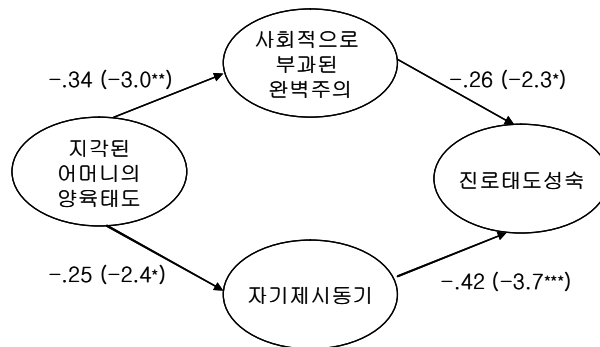 사회적으로
부과된
완벽주의
-.34 (-3.0**)
-.26 (-2.3*)
지각된
어머니의
양육태도
진로태도성숙
-.25 (-2.4*)
자기제시동기
-.42 (-3.7***)